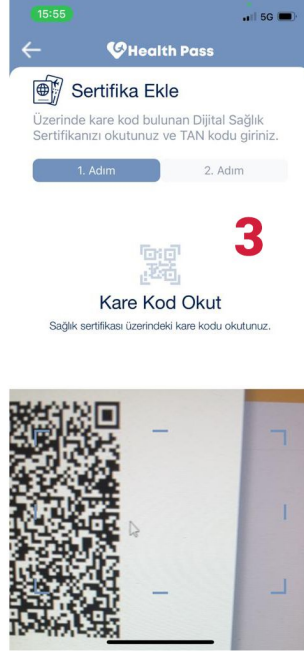 15:55
5G
Health Pass
Sertifika Ekle
Üzerinde kare kod bulunan Dijital Sağlık
Sertifikanızı okutunuz ve TAN kodu giriniz.
1. Adım
2. Adım
3
Kare Kod Okut
Sağlık sertifikası üzerindeki kare kodu okutunuz.